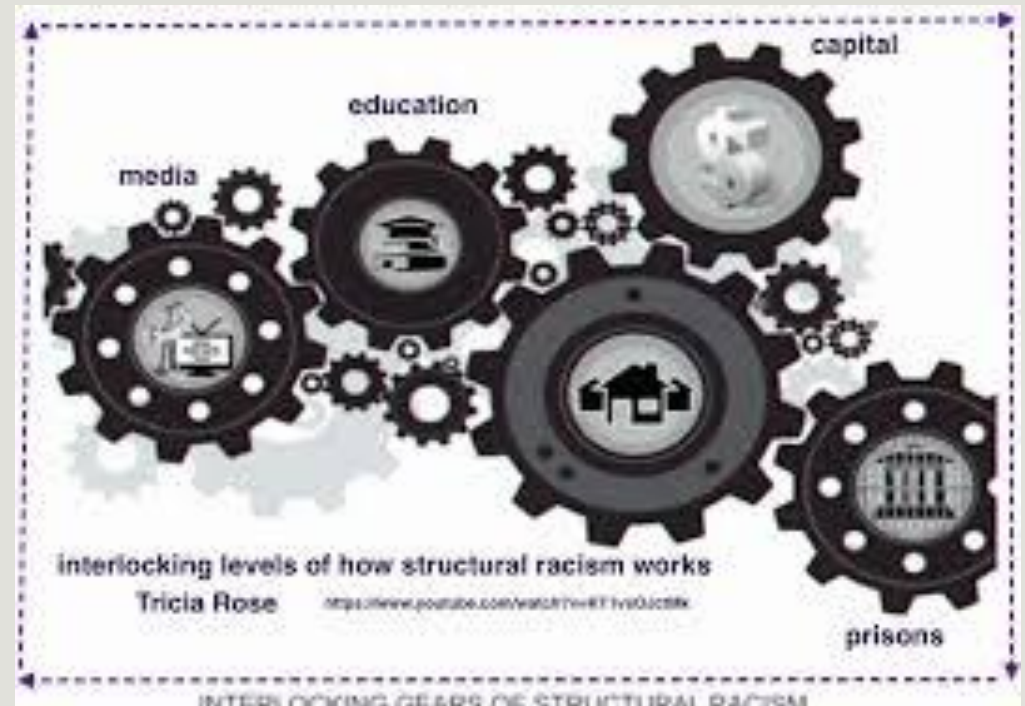 capital
education
media
interlocking levels of how structural racism works
Tricia Rose
prisons
INTERLOCKING GEARS OF STRUCTURAL RACISM